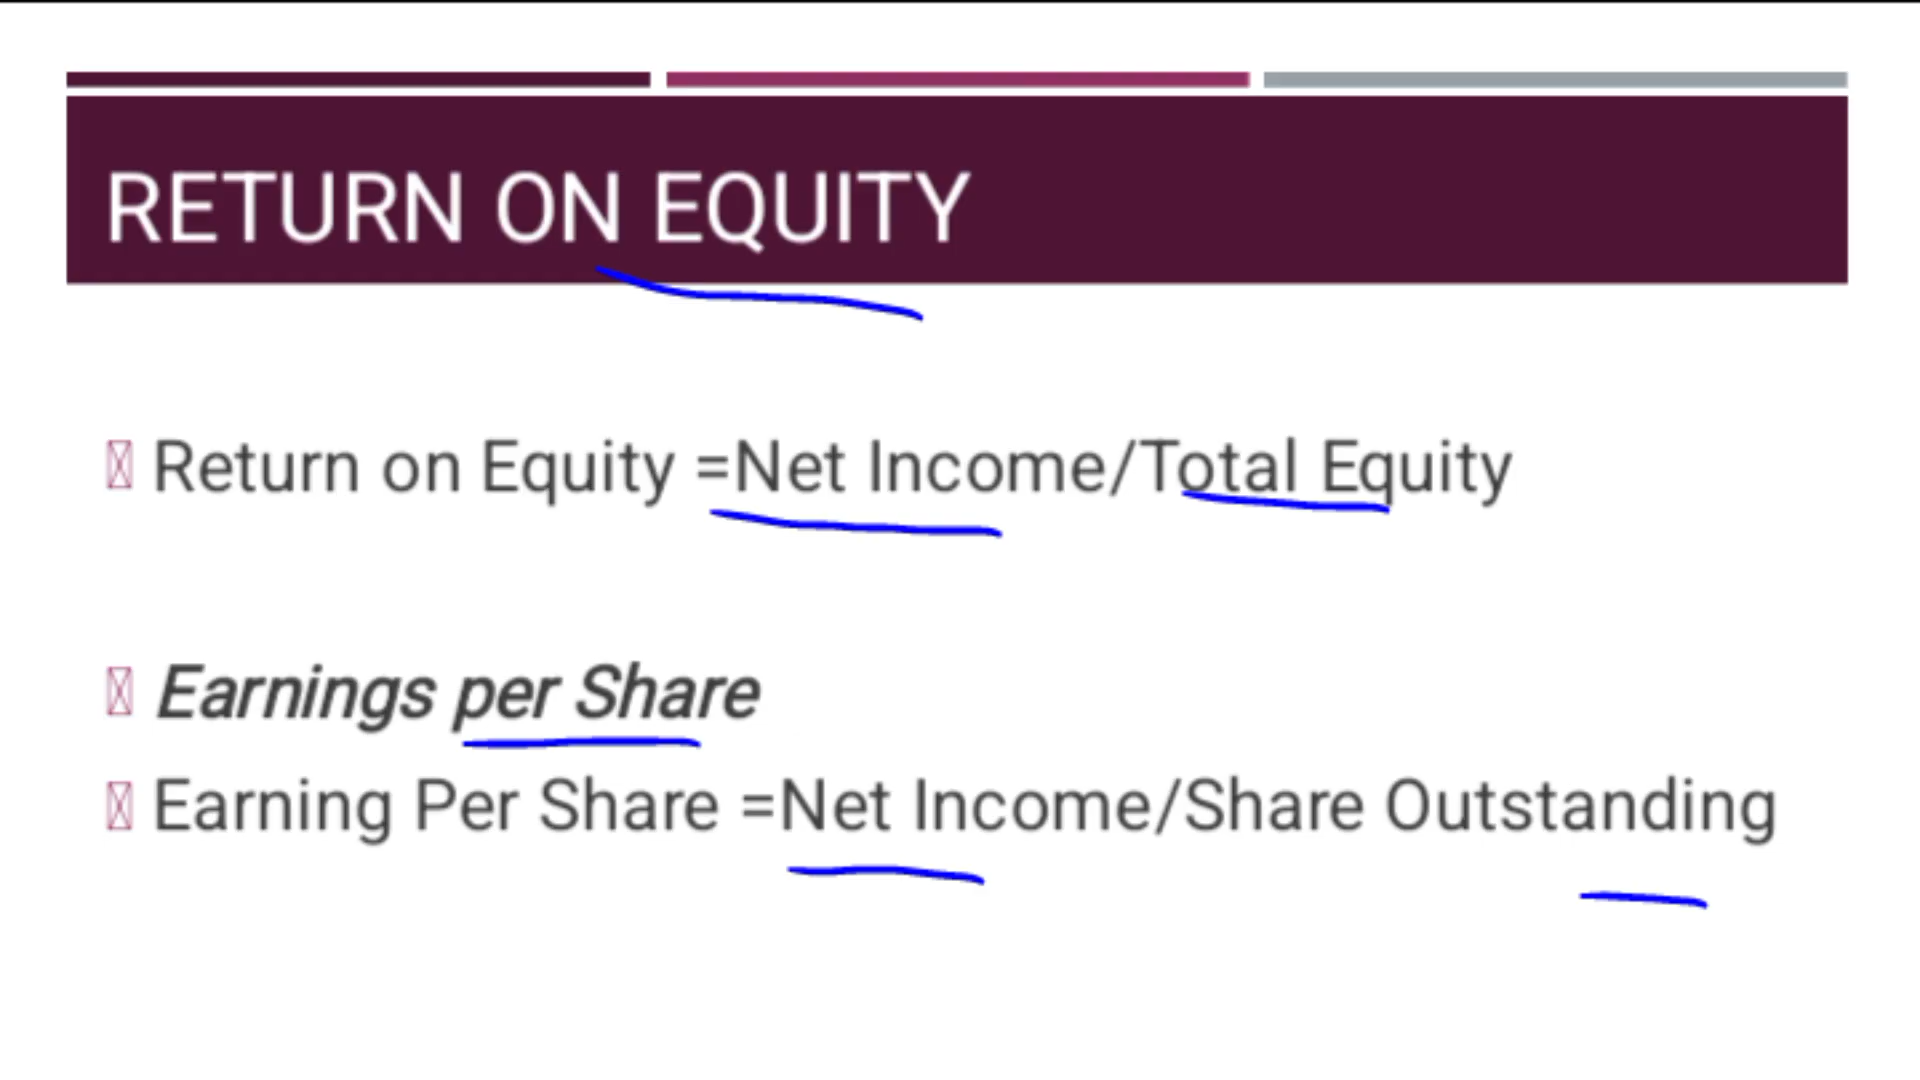 RETURN ON EQUITY
Return on Equity =Net Income/Total Equity
Earnings per Share
Earning Per Share =Net Income/Share Outstanding